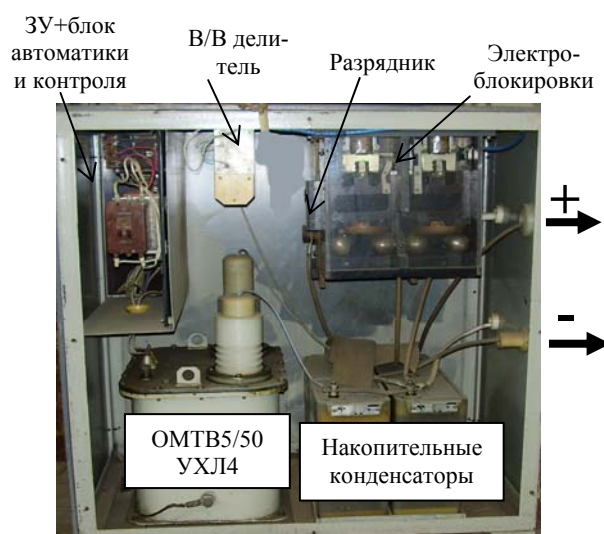 ЗУ+блок
автоматики
и контроля
В/В дели-
тель
Разрядник
Электро-
блокировки
+
-
ОМТВ5/50
УХЛ4
Накопительные
конденсаторы